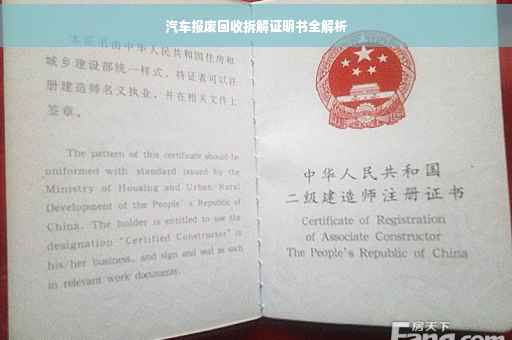 汽车报废回收拆解证明书全解析
本证书由中华人民共和国住房和
城乡建设部统一样式，持证者可以注
册建造师名义执业，并在相关文件上
签章。
The pattern of this certificate should be
uniformed with standard issued by the
Ministry of Housing and Urban Rural
Development of the People's Republic of
China. The holder is entitled to use the
designation "Certified Constructor" in
his/her business, and sign and seal as such
in relevant work documents.
中华人民共和国
二级建造师注册证书
Certificate of Registration
of Associate Constructor
The People's Republic of China
房天下
Fang.com